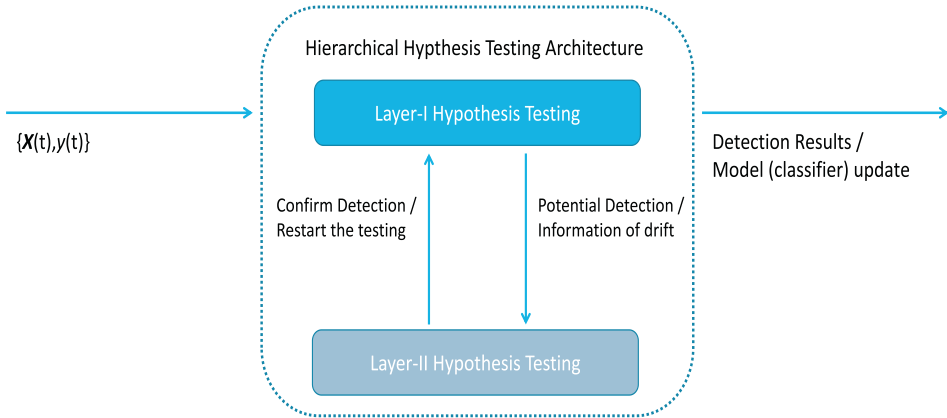 Hierarchical Hypthesis Testing Architecture
Layer-I Hypothesis Testing
{X(t),y(t)}
Detection Results /
Model (classifier) update
Confirm Detection /
Restart the testing
Potential Detection /
Information of drift
Layer-II Hypothesis Testing